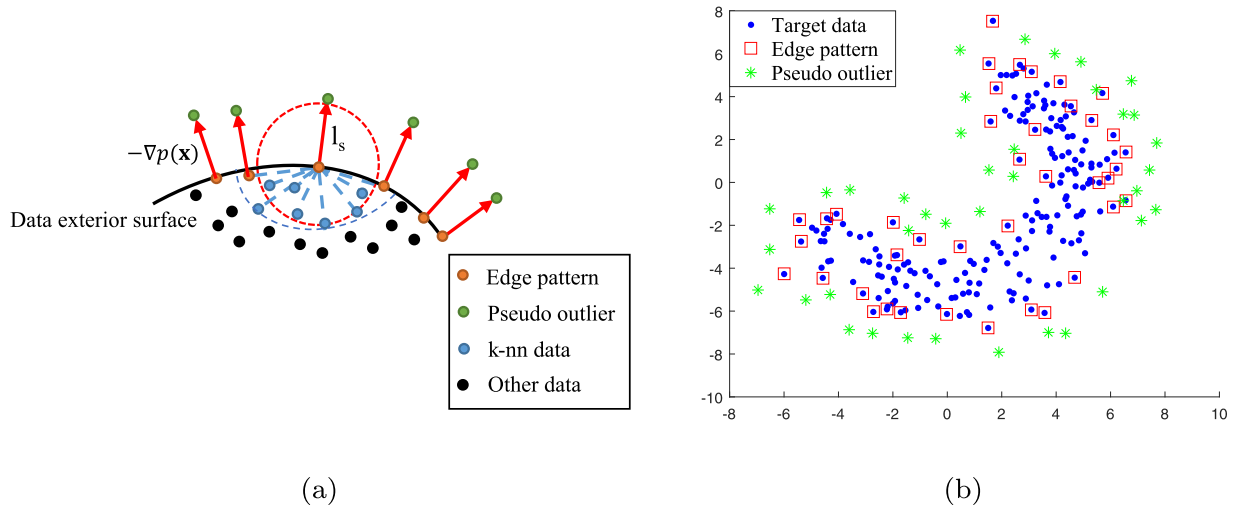 −∇p(x)
l_s
Data exterior surface
Edge pattern
Pseudo outlier
k-nn data
Other data
(a)
Target data
Edge pattern
Pseudo outlier
8
6
4
2
0
-2
-4
-6
-8
-10
-8 -6 -4 -2 0 2 4 6 8 10
(b)